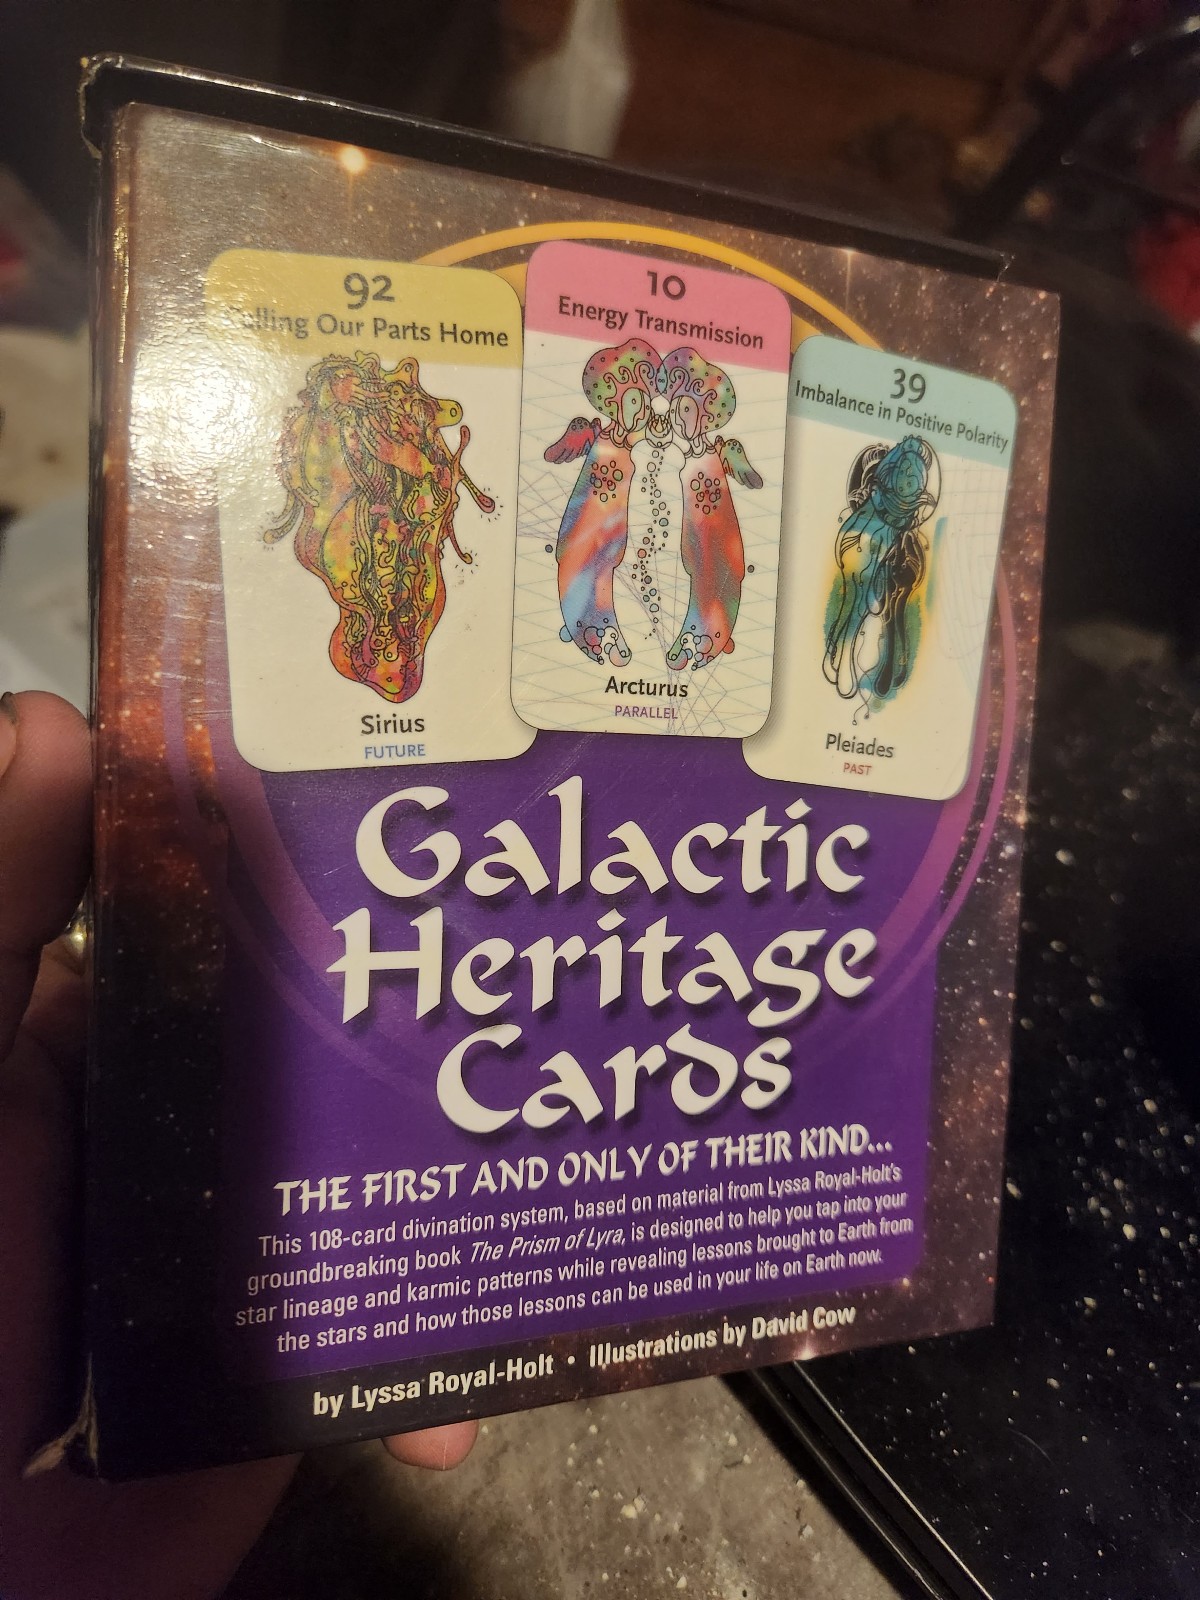 92
Calling Our Parts Home
Sirius
FUTURE
10
Energy Transmission
Arcturus
PARALLEL
39
Imbalance in Positive Polarity
Pleiades
PAST
Galactic
Heritage
Cards
THE FIRST AND ONLY OF THEIR KIND...
This 108-card divination system, based on material from Lyssa Royal-Holt's
groundbreaking book The Prism of Lyra, is designed to help you tap into your
star lineage and karmic patterns while revealing lessons brought to Earth from
the stars and how those lessons can be used in your life on Earth now.
by Lyssa Royal-Holt • Illustrations by David Cow